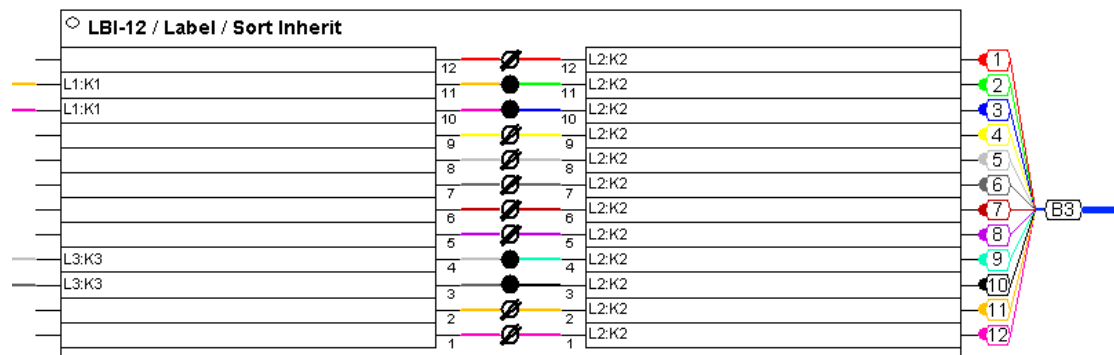 LBI-12 / Label / Sort Inherit
12 12 L2:K2 1
L1:K1 11 11 L2:K2 2
L1:K1 10 10 L2:K2 3
9 9 L2:K2 4
8 8 L2:K2 5
7 7 L2:K2 6
6 6 L2:K2 7 B3
5 5 L2:K2 8
L3:K3 4 4 L2:K2 9
L3:K3 3 3 L2:K2 10
2 2 L2:K2 11
1 1 L2:K2 12